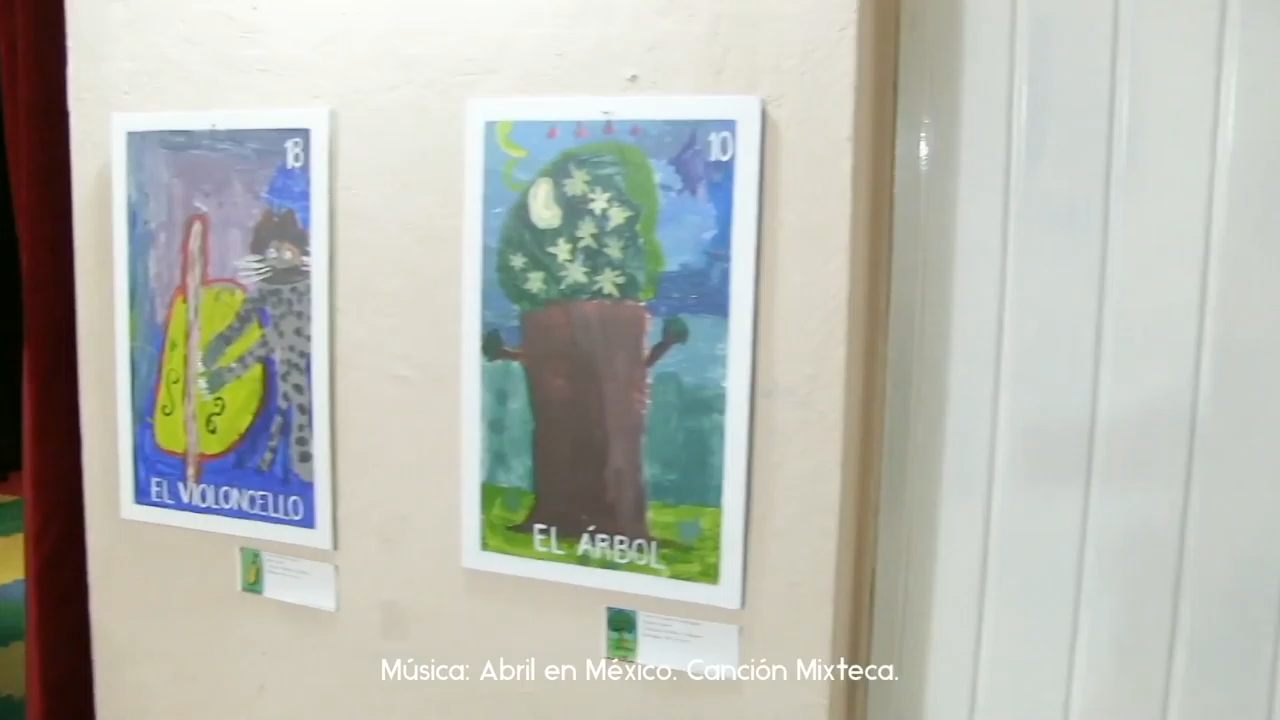 18
EL VIOLONCELLO
10
EL ÁRBOL
Música: Abril en México. Canción Mixteca.